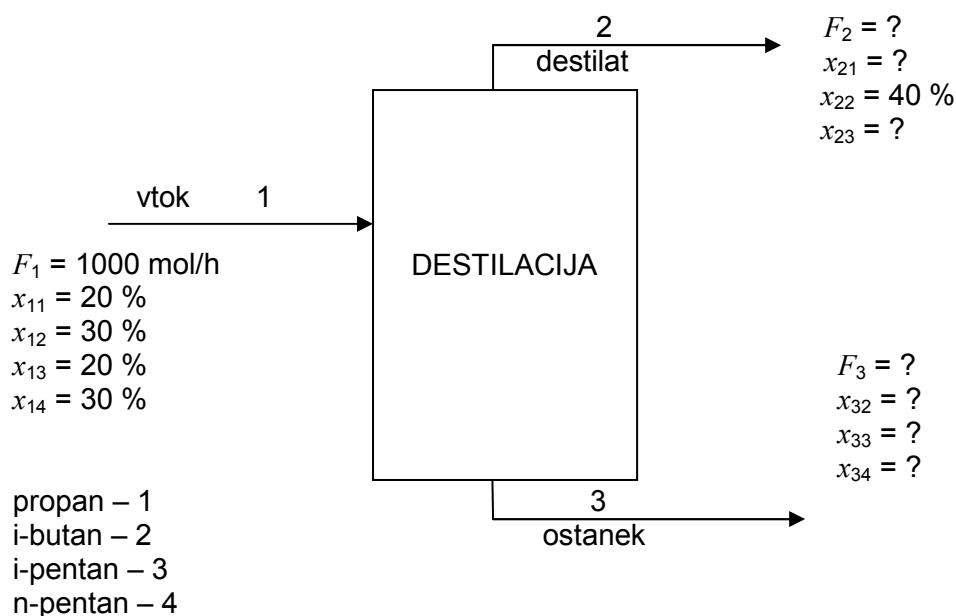 2
destilat
F₂ = ?
x₂₁ = ?
x₂₂ = 40 %
x₂₃ = ?
vtok 1
F₁ = 1000 mol/h
x₁₁ = 20 %
x₁₂ = 30 %
x₁₃ = 20 %
x₁₄ = 30 %
DESTILACIJA
F₃ = ?
x₃₂ = ?
x₃₃ = ?
x₃₄ = ?
3
ostanek
propan – 1
i-butan – 2
i-pentan – 3
n-pentan – 4